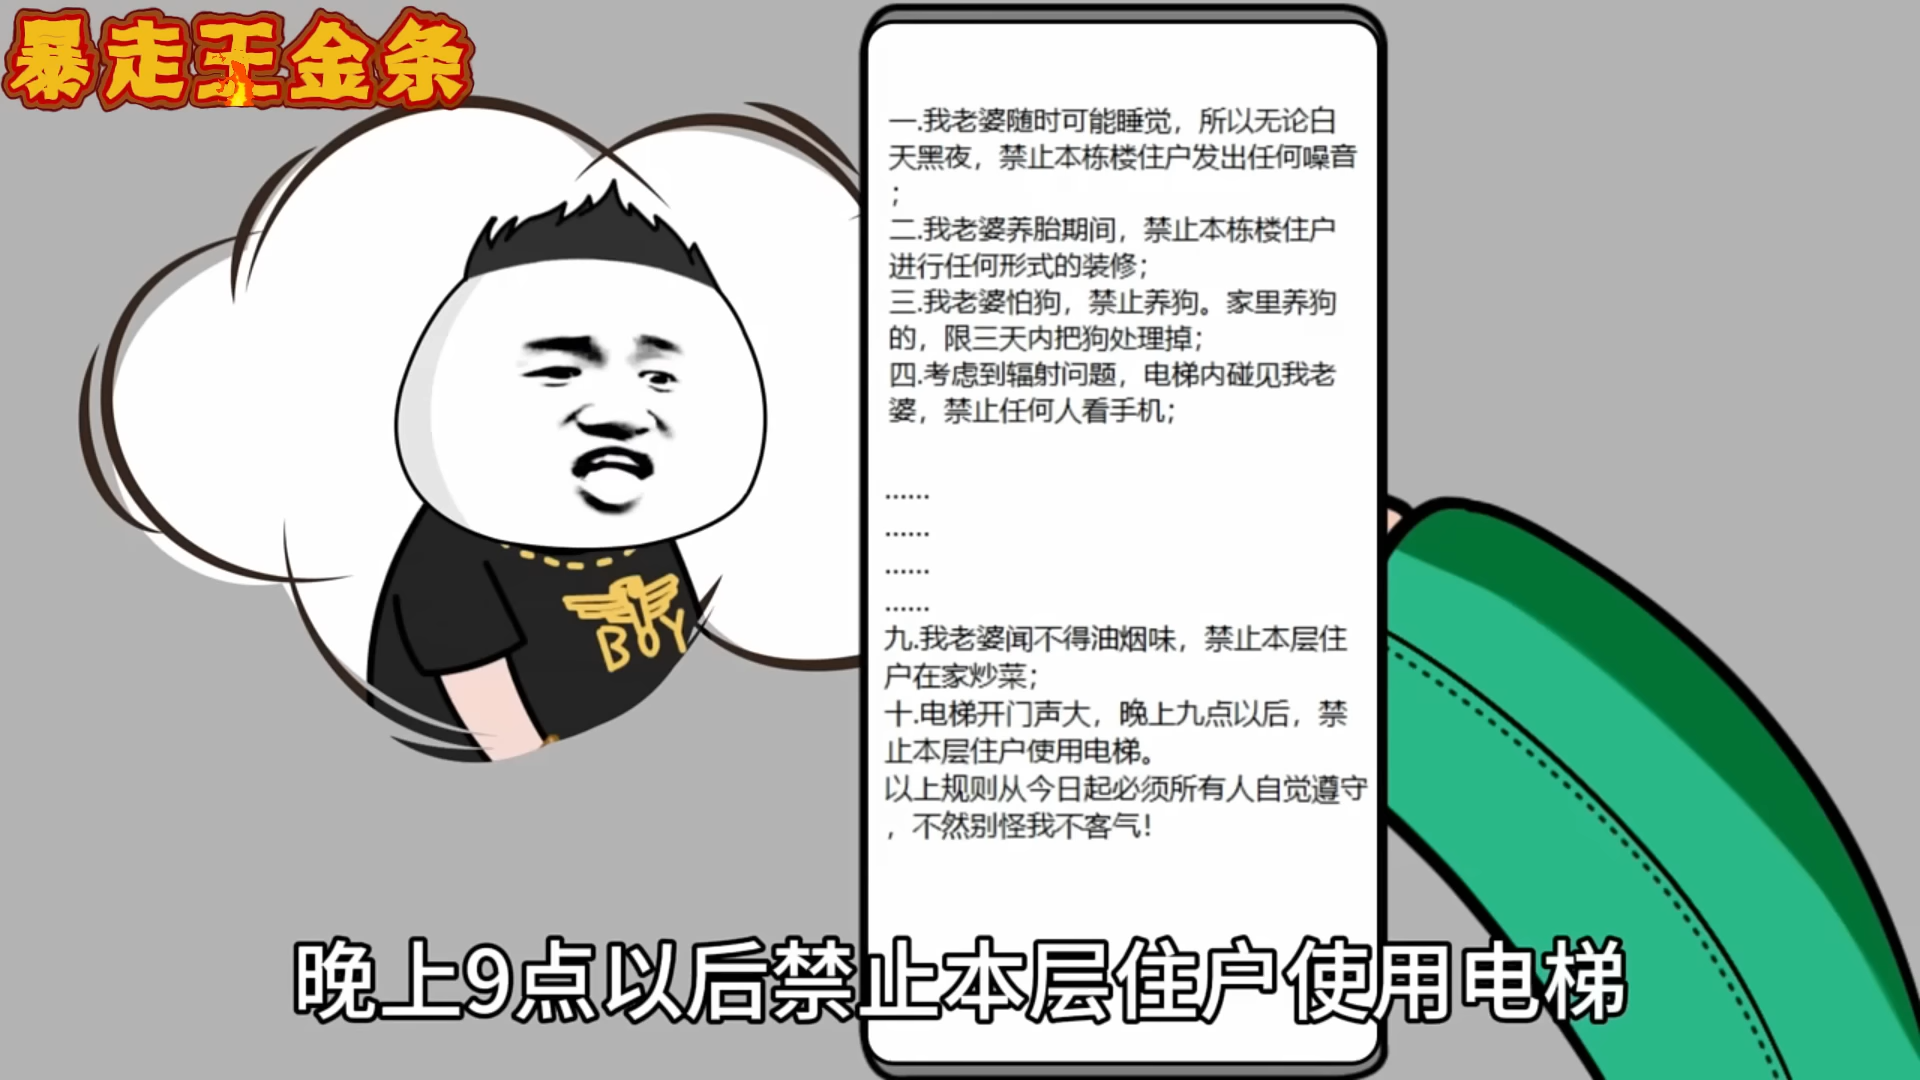 暴走王金条
一.我老婆随时可能睡觉，所以无论白
天黑夜，禁止本栋楼住户发出任何噪音
；
二.我老婆养胎期间，禁止本栋楼住户
进行任何形式的装修；
三.我老婆怕狗，禁止养狗。家里养狗
的，限三天内把狗处理掉；
四.考虑到辐射问题，电梯内碰见我老
婆，禁止任何人看手机；
......
......
......
......
九.我老婆闻不得油烟味，禁止本层住
户在家炒菜；
十.电梯开门声大，晚上九点以后，禁
止本层住户使用电梯。
以上规则从今日起必须所有人自觉遵守
，不然别怪我不客气！
BOY
晚上9点以后禁止本层住户使用电梯